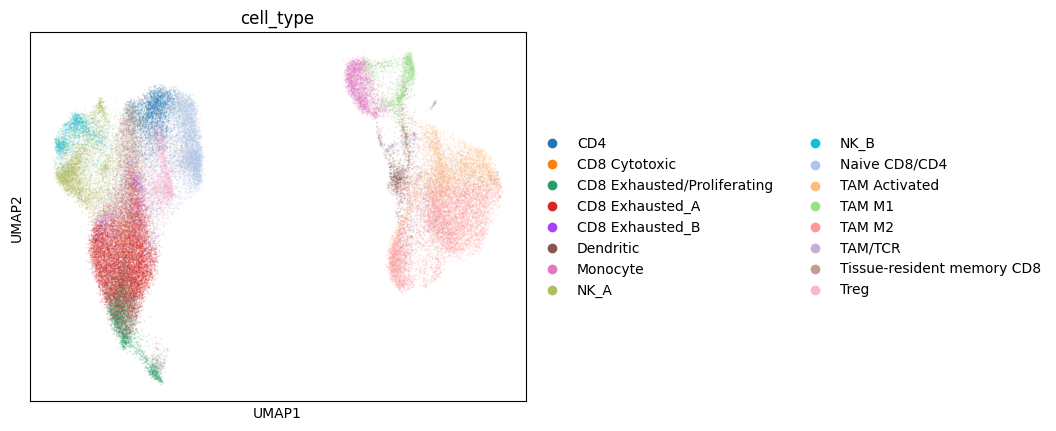 cell_type
UMAP2
UMAP1
CD4
CD8 Cytotoxic
CD8 Exhausted/Proliferating
CD8 Exhausted_A
CD8 Exhausted_B
Dendritic
Monocyte
NK_A
NK_B
Naive CD8/CD4
TAM Activated
TAM M1
TAM M2
TAM/TCR
Tissue-resident memory CD8
Treg